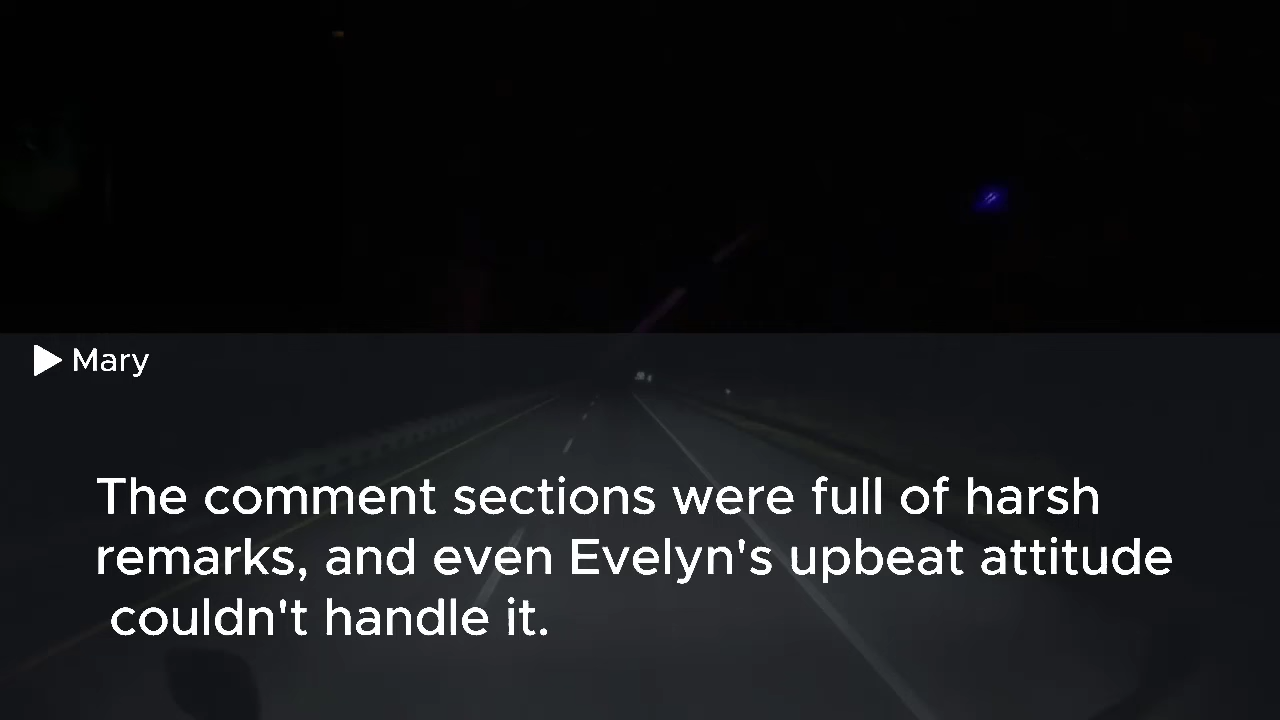 Mary
The comment sections were full of harsh
remarks, and even Evelyn's upbeat attitude
couldn't handle it.